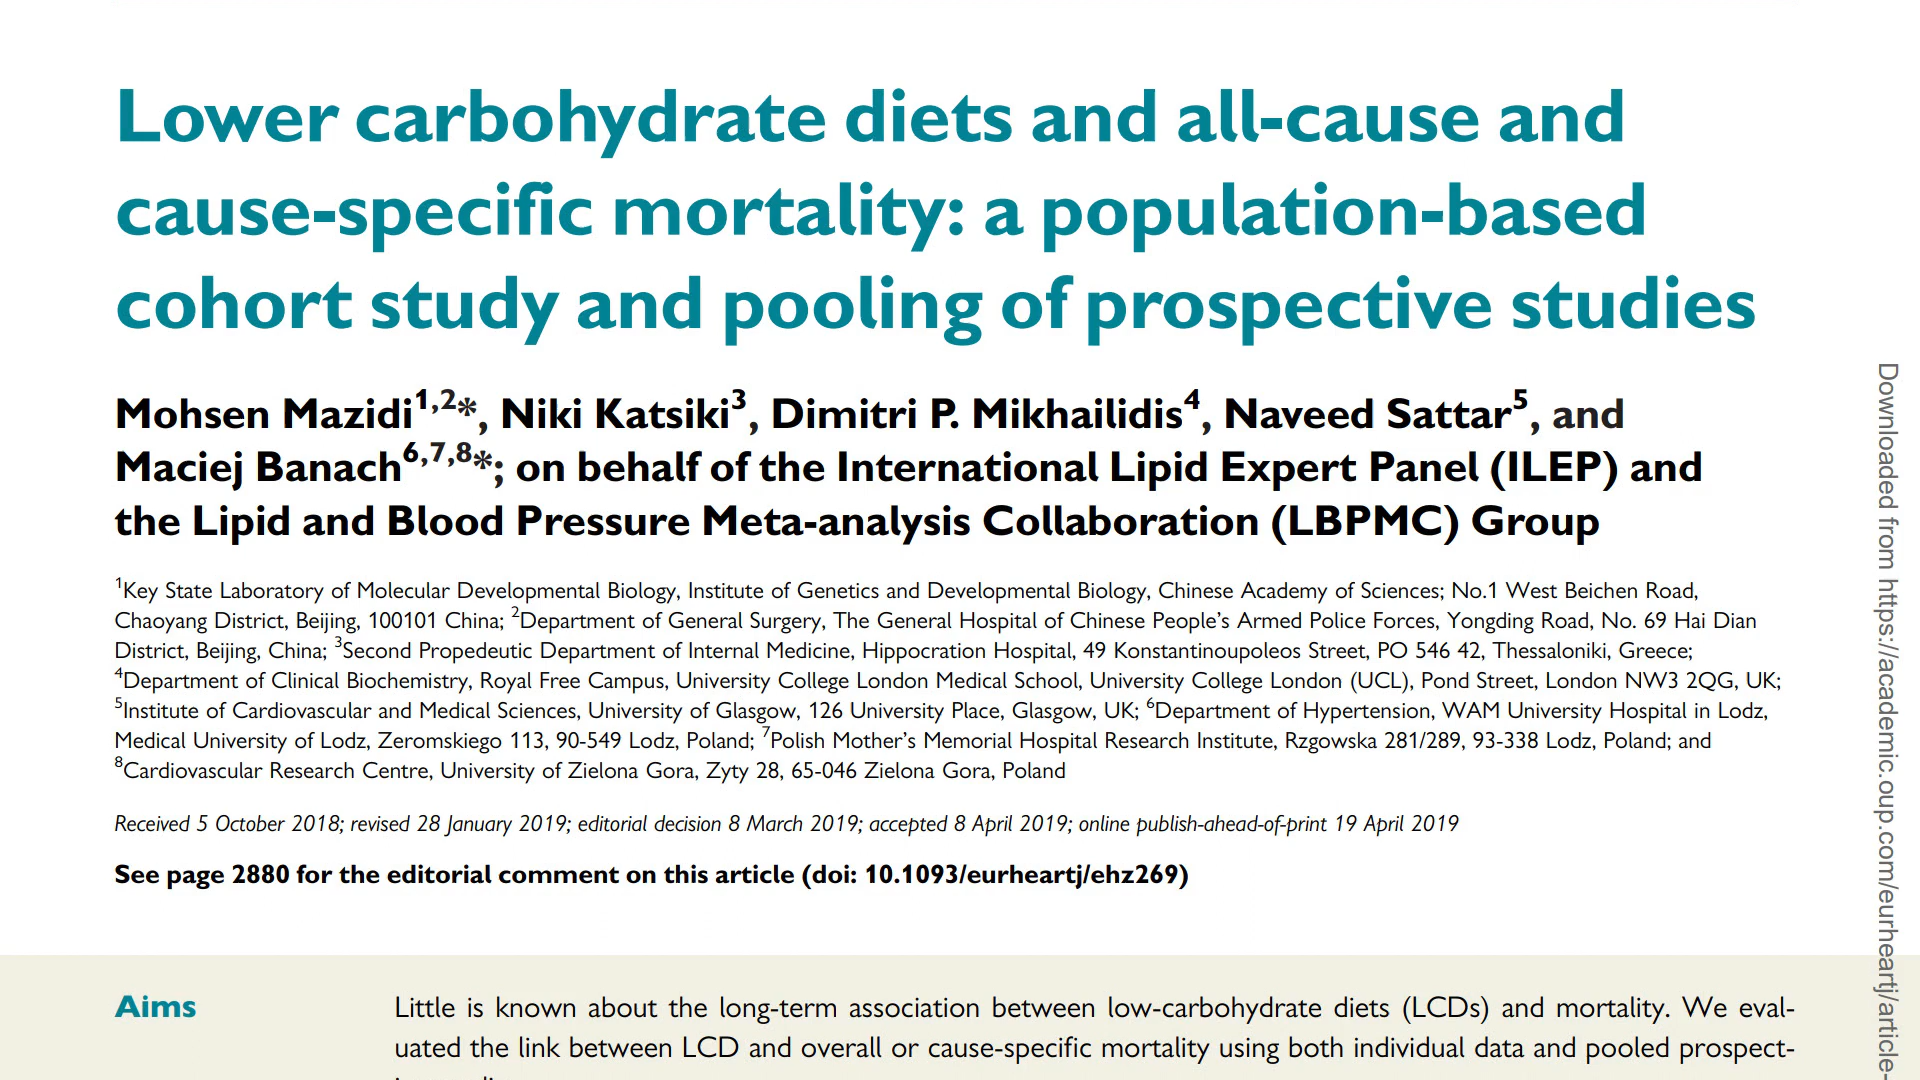 Lower carbohydrate diets and all-cause and
cause-specific mortality: a population-based
cohort study and pooling of prospective studies
Mohsen Mazidi1,2*, Niki Katsiki3, Dimitri P. Mikhailidis4, Naveed Sattar5, and
Maciej Banach6,7,8*; on behalf of the International Lipid Expert Panel (ILEP) and
the Lipid and Blood Pressure Meta-analysis Collaboration (LBPMC) Group
1Key State Laboratory of Molecular Developmental Biology, Institute of Genetics and Developmental Biology, Chinese Academy of Sciences; No.1 West Beichen Road,
Chaoyang District, Beijing, 100101 China; 2Department of General Surgery, The General Hospital of Chinese People's Armed Police Forces, Yongding Road, No. 69 Hai Dian
District, Beijing, China; 3Second Propedeutic Department of Internal Medicine, Hippocration Hospital, 49 Konstantinoupoleos Street, PO 546 42, Thessaloniki, Greece;
4Department of Clinical Biochemistry, Royal Free Campus, University College London Medical School, University College London (UCL), Pond Street, London NW3 2QG, UK;
5Institute of Cardiovascular and Medical Sciences, University of Glasgow, 126 University Place, Glasgow, UK; 6Department of Hypertension, WAM University Hospital in Lodz,
Medical University of Lodz, Zeromskiego 113, 90-549 Lodz, Poland; 7Polish Mother's Memorial Hospital Research Institute, Rzgowska 281/289, 93-338 Lodz, Poland; and
8Cardiovascular Research Centre, University of Zielona Gora, Zyty 28, 65-046 Zielona Gora, Poland
Received 5 October 2018; revised 28 January 2019; editorial decision 8 March 2019; accepted 8 April 2019; online publish-ahead-of-print 19 April 2019
See page 2880 for the editorial comment on this article (doi: 10.1093/eurheartj/ehz269)
Aims
Little is known about the long-term association between low-carbohydrate diets (LCDs) and mortality. We eval-
uated the link between LCD and overall or cause-specific mortality using both individual data and pooled prospect-
Downloaded from https://academic.oup.com/eurheartj/article-